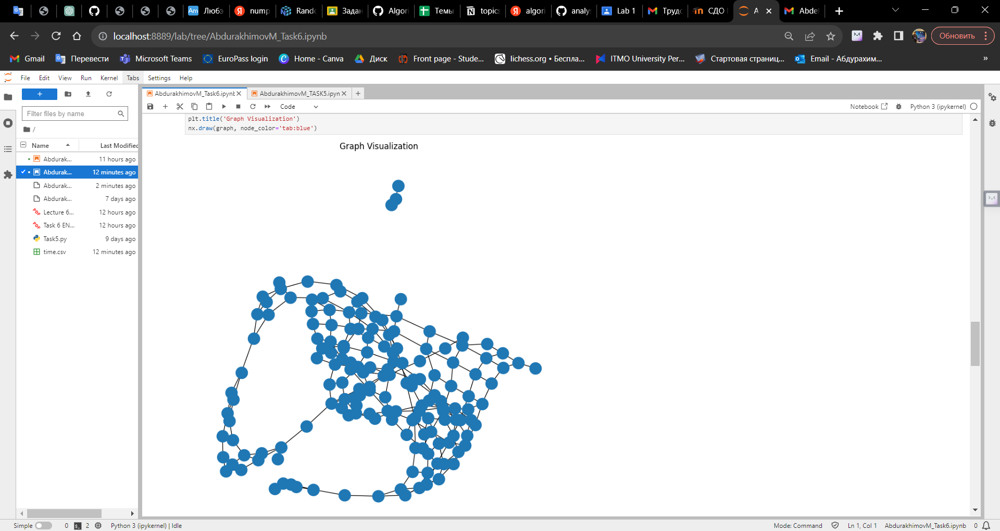 Любэ
nump
Rando
Задан
Algori
Темы
topics
algori
analys
Lab 1
Трудо
СДО
A
Abdel
localhost:8889/lab/tree/AbdurakhimovM_Task6.ipynb
Обновить
Gmail
Перевести
Microsoft Teams
EuroPass login
Home - Canva
Диск
Front page - Stude...
lichess.org • Беспла...
ITMO University Per...
Стартовая страниц...
Email - Абдурахим...
»
File Edit View Run Kernel Tabs Settings Help
AbdurakhimovM_Task6.ipynb
AbdurakhimovM_TASK5.ipyn
Filter files by name
Code
Notebook
Python 3 (ipykernel)
/
Name Last Modified
Abdurak... 11 hours ago
Abdurak... 12 minutes ago
Abdurak... 2 minutes ago
Abdurak... 7 days ago
Lecture 6... 12 hours ago
Task 6 EN... 12 hours ago
Task5.py 9 days ago
time.csv 12 minutes ago
plt.title('Graph Visualization')
nx.draw(graph, node_color='tab:blue')
Graph Visualization
Simple 0 2 Python 3 (ipykernel) | Idle
Mode: Command Ln 1, Col 1 AbdurakhimovM_Task6.ipynb 0